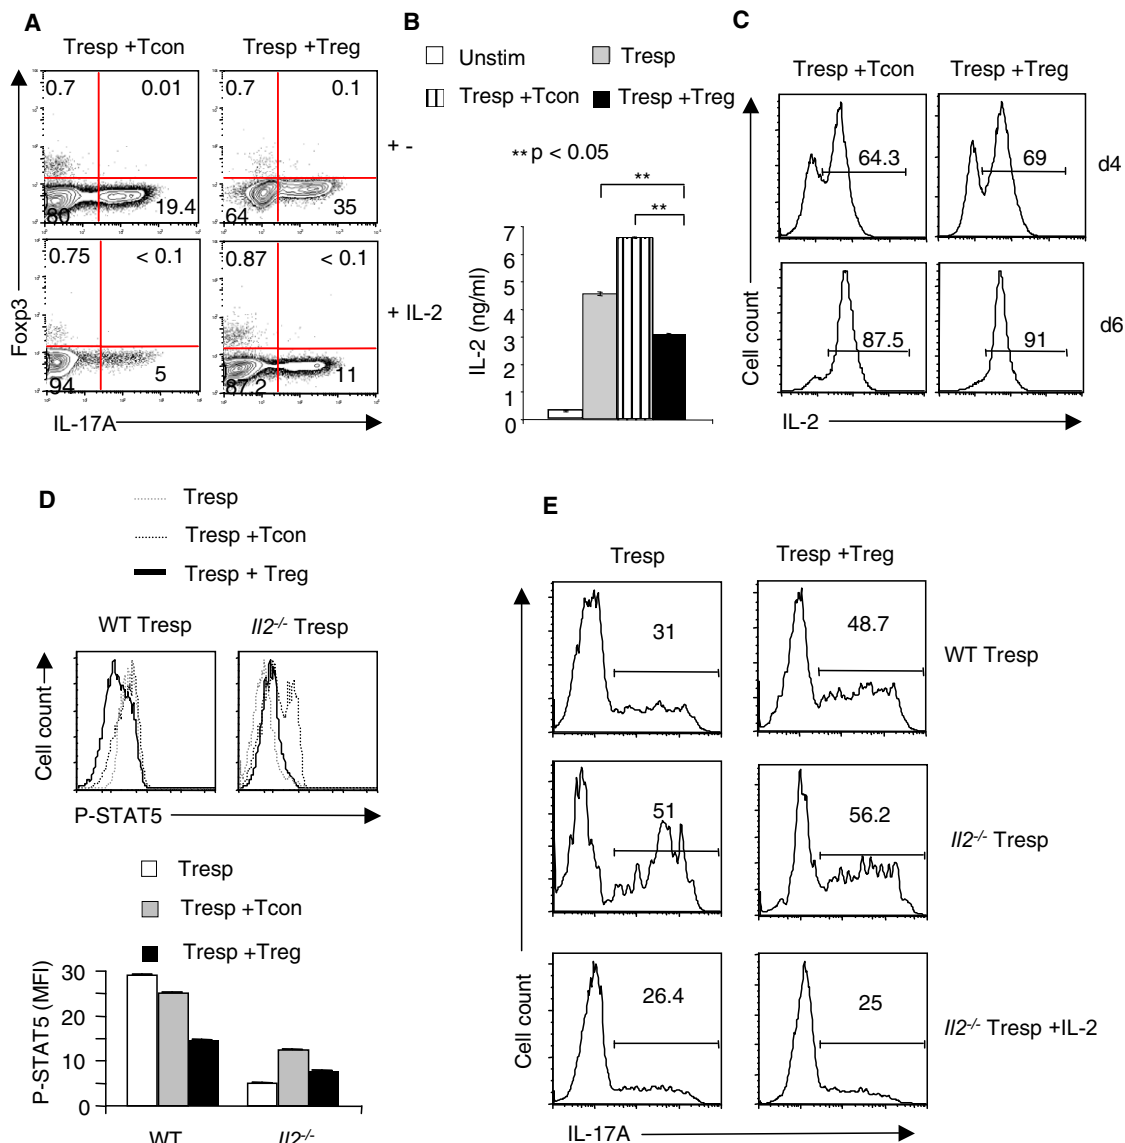 A
Tresp +Tcon
Tresp +Treg
0.7
0.01
0.7
0.1
+ -
80
19.4
64
35
0.75
< 0.1
0.87
< 0.1
+ IL-2
94
5
87.2
11
Foxp3
IL-17A
B
Unstim
Tresp
Tresp +Tcon
Tresp +Treg
**p < 0.05
**
**
7
6
5
4
3
2
1
0
IL-2 (ng/ml)
C
Tresp +Tcon
Tresp +Treg
64.3
69
d4
87.5
91
d6
Cell count
IL-2
D
Tresp
Tresp +Tcon
Tresp + Treg
WT Tresp
Il2-/- Tresp
Cell count
P-STAT5
Tresp
Tresp +Tcon
Tresp +Treg
30
20
10
0
P-STAT5 (MFI)
WT
Il2-/-
E
Tresp
Tresp +Treg
31
48.7
WT Tresp
51
56.2
Il2-/- Tresp
26.4
25
Il2-/- Tresp +IL-2
Cell count
IL-17A